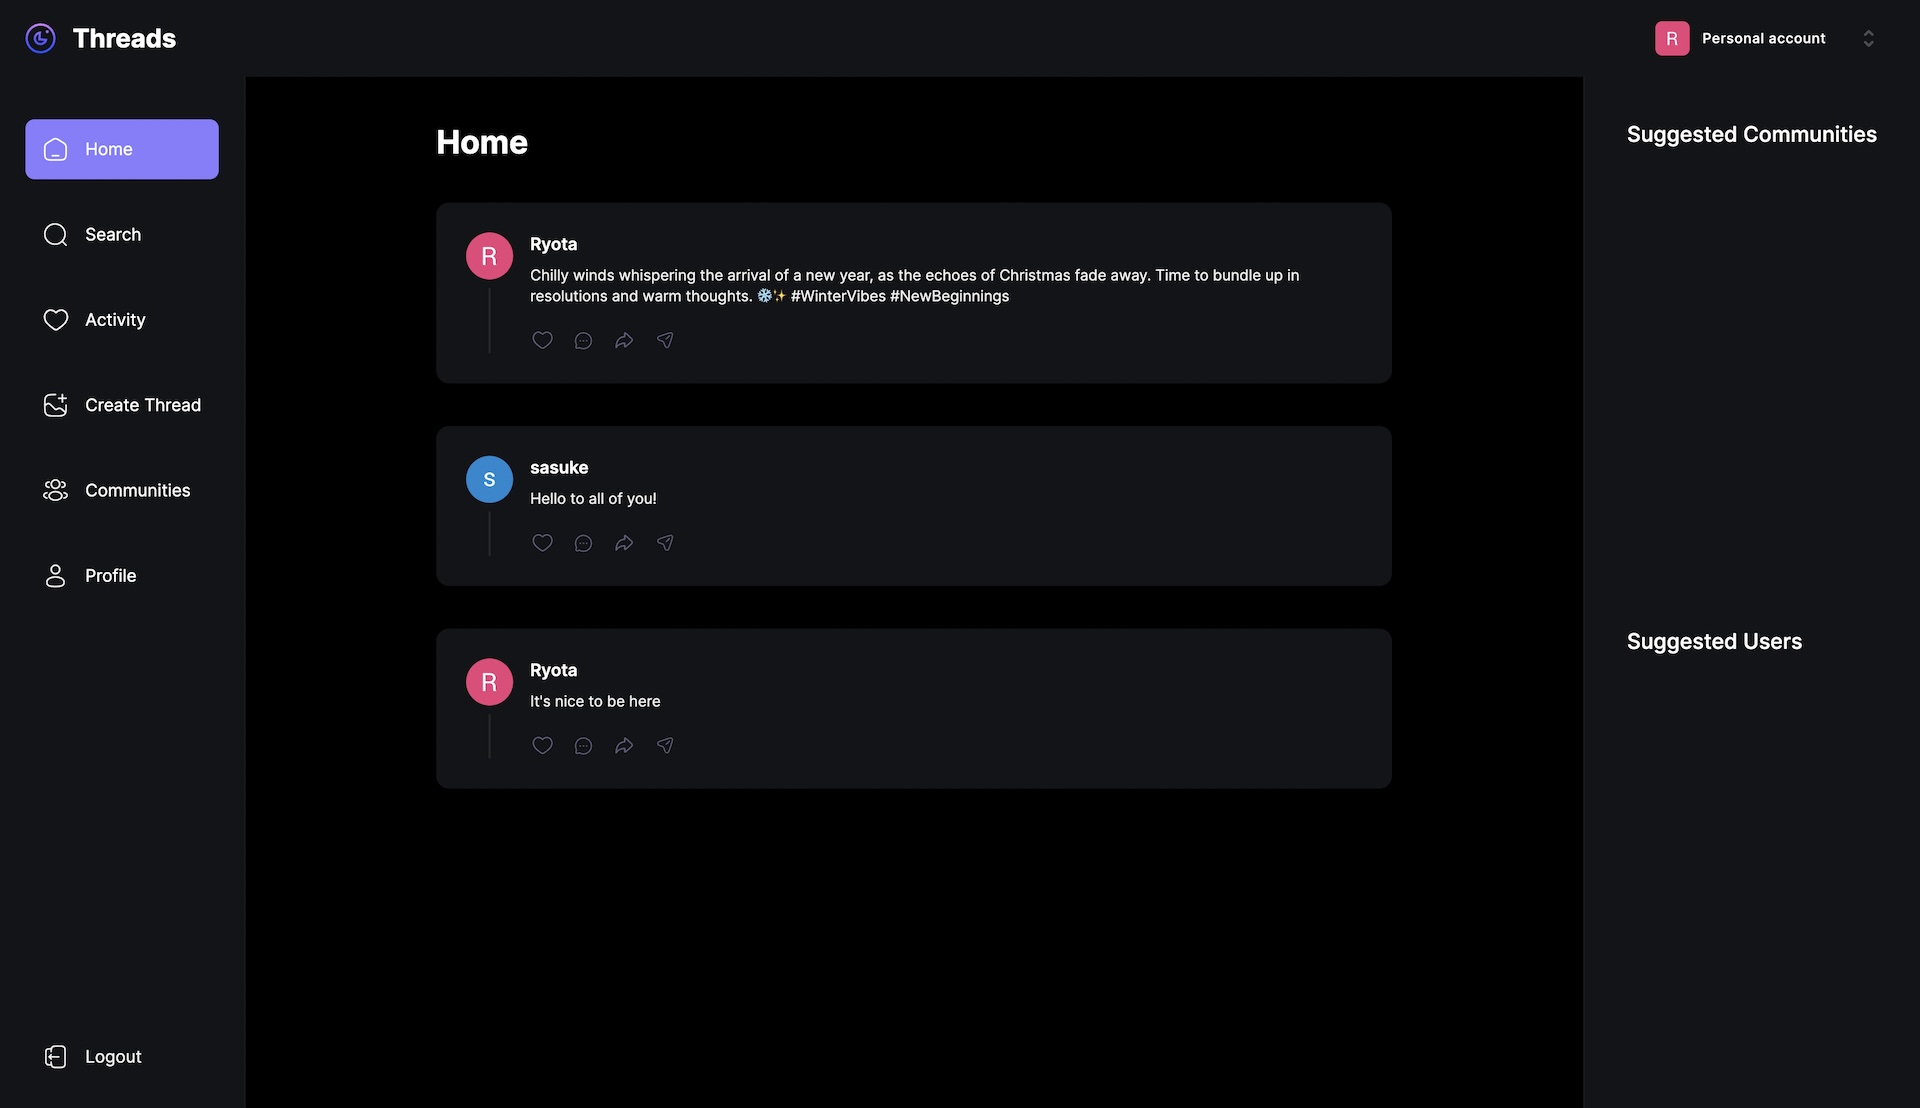 Threads
R Personal account
Home
Search
Activity
Create Thread
Communities
Profile
Logout
Home
R
Ryota
Chilly winds whispering the arrival of a new year, as the echoes of Christmas fade away. Time to bundle up in
resolutions and warm thoughts. ❄️✨ #WinterVibes #NewBeginnings
S
sasuke
Hello to all of you!
R
Ryota
It's nice to be here
Suggested Communities
Suggested Users